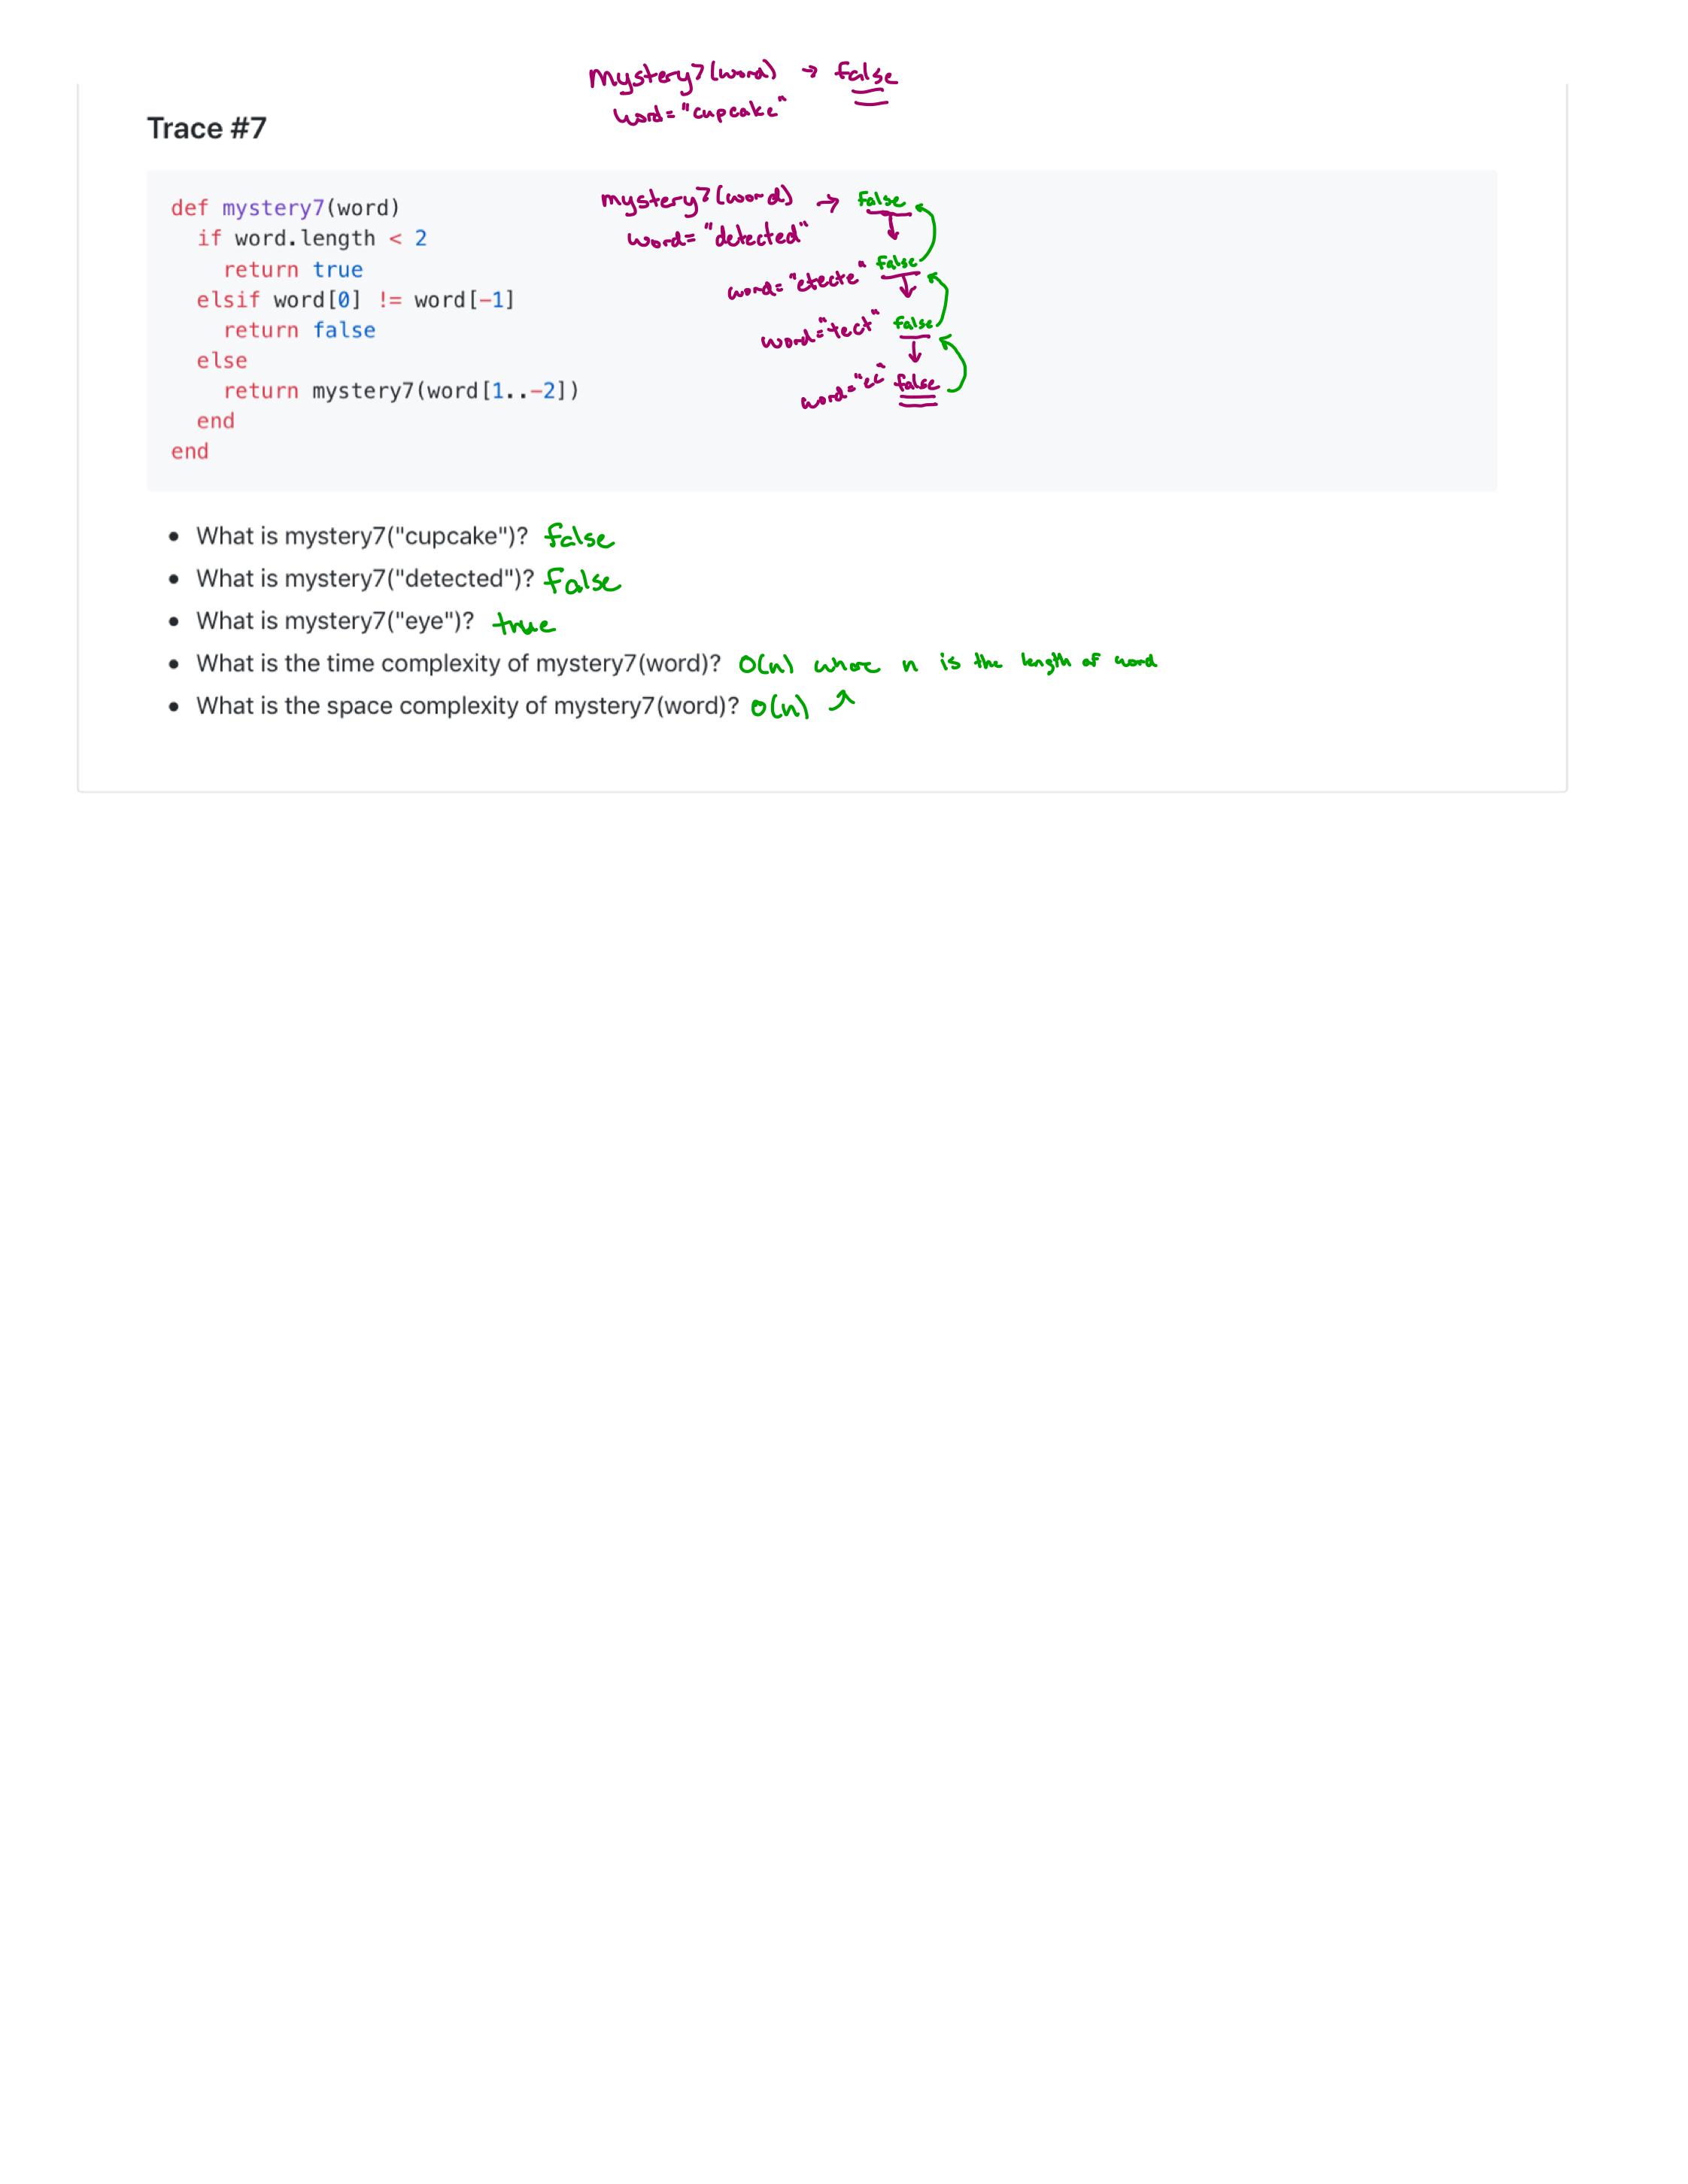 mystery7(word) → false
word="cupcake"
Trace #7
def mystery7(word)
if word.length < 2
return true
elsif word[0] != word[-1]
return false
else
return mystery7(word[1..-2])
end
end
mystery7(word) → false
word="detected"
word="etecte" false
word="tect" false
word="ec" false
• What is mystery7("cupcake")? false
• What is mystery7("detected")? false
• What is mystery7("eye")? true
• What is the time complexity of mystery7(word)? O(n) where n is the length of word
• What is the space complexity of mystery7(word)? O(n)